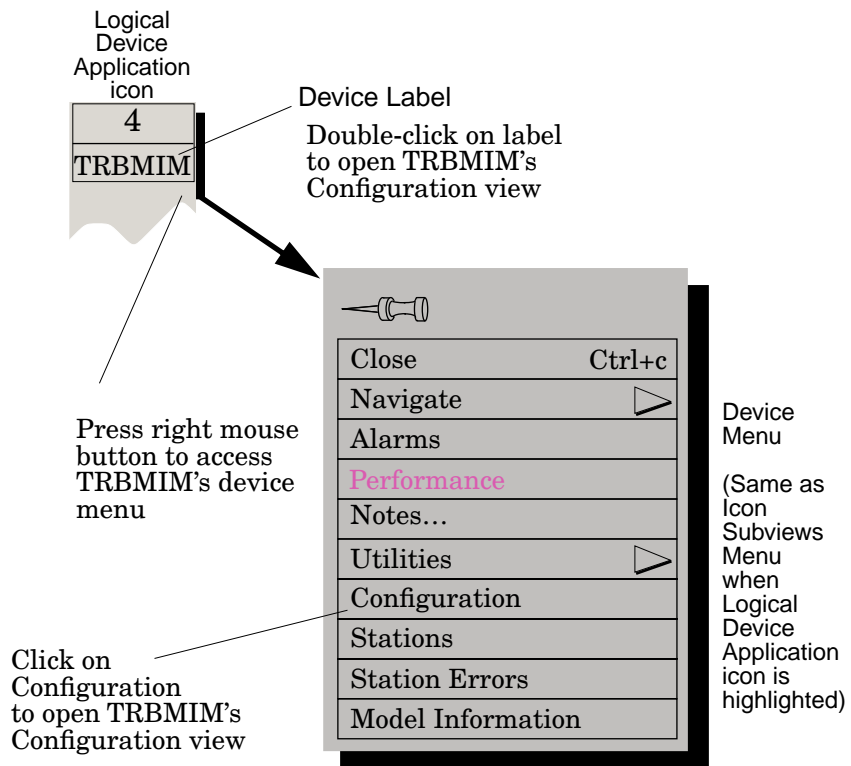 Logical
Device
Application
icon
4
TRBMIM
Device Label
Double-click on label
to open TRBMIM's
Configuration view
Press right mouse
button to access
TRBMIM's device
menu
Close Ctrl+c
Navigate
Alarms
Performance
Notes…
Utilities
Configuration
Stations
Station Errors
Model Information
Device
Menu
(Same as
Icon
Subviews
Menu
when
Logical
Device
Application
icon is
highlighted)
Click on
Configuration
to open TRBMIM's
Configuration view